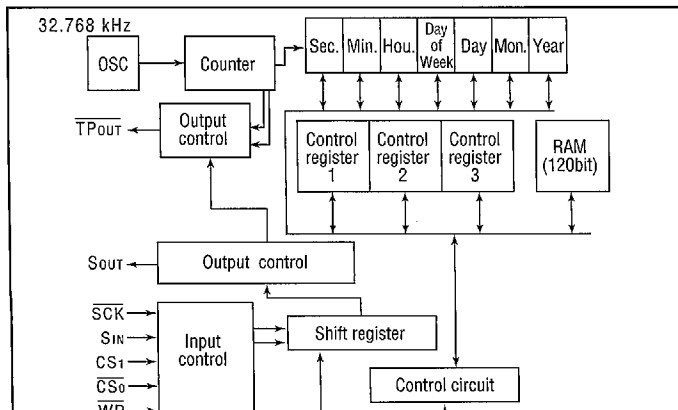 32.768 kHz
OSC
Counter
Sec. Min. Hou. Day of Week Day Mon. Year
TPOUT
Output control
Control register 1
Control register 2
Control register 3
RAM (120bit)
SOUT
Output control
SCK
SIN
CS1
CS0
WR
Input control
Shift register
Control circuit